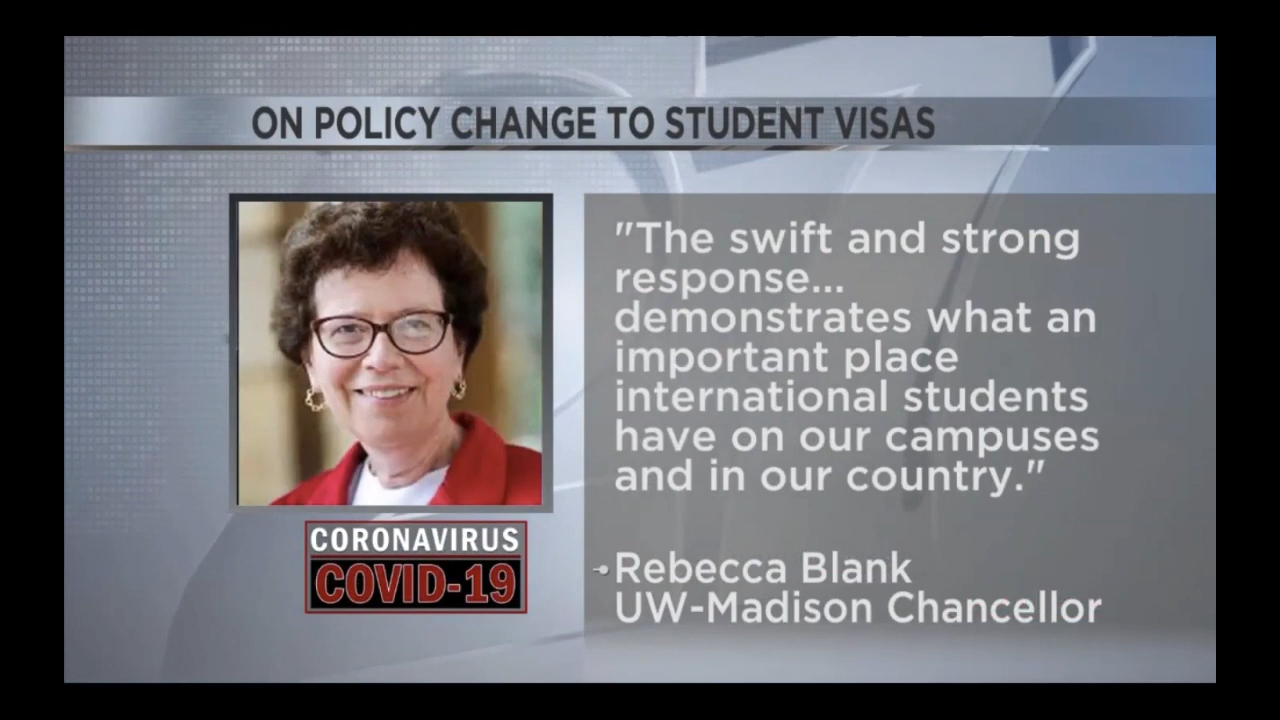 ON POLICY CHANGE TO STUDENT VISAS
"The swift and strong
response...
demonstrates what an
important place
international students
have on our campuses
and in our country."
Rebecca Blank
UW-Madison Chancellor
CORONAVIRUS
COVID-19